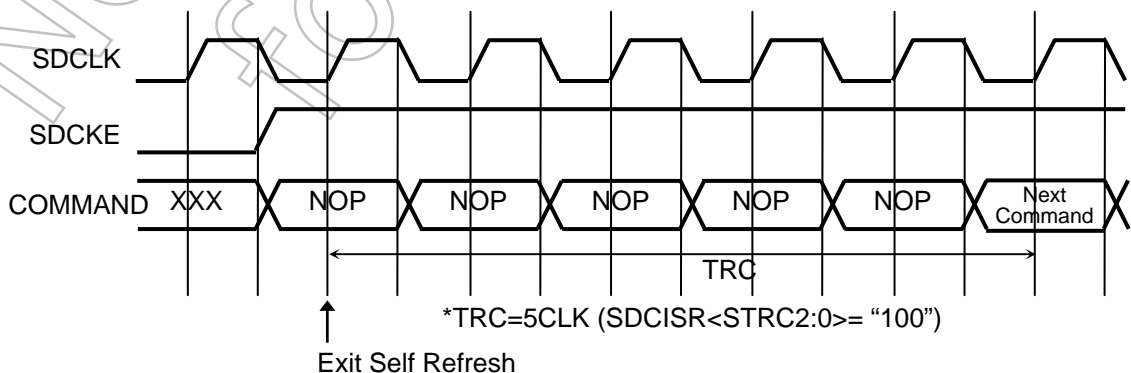 SDCLK
SDCKE
COMMAND XXX NOP NOP NOP NOP NOP Next Command
TRC
*TRC=5CLK (SDCISR<STRC2:0>= “100”)
Exit Self Refresh